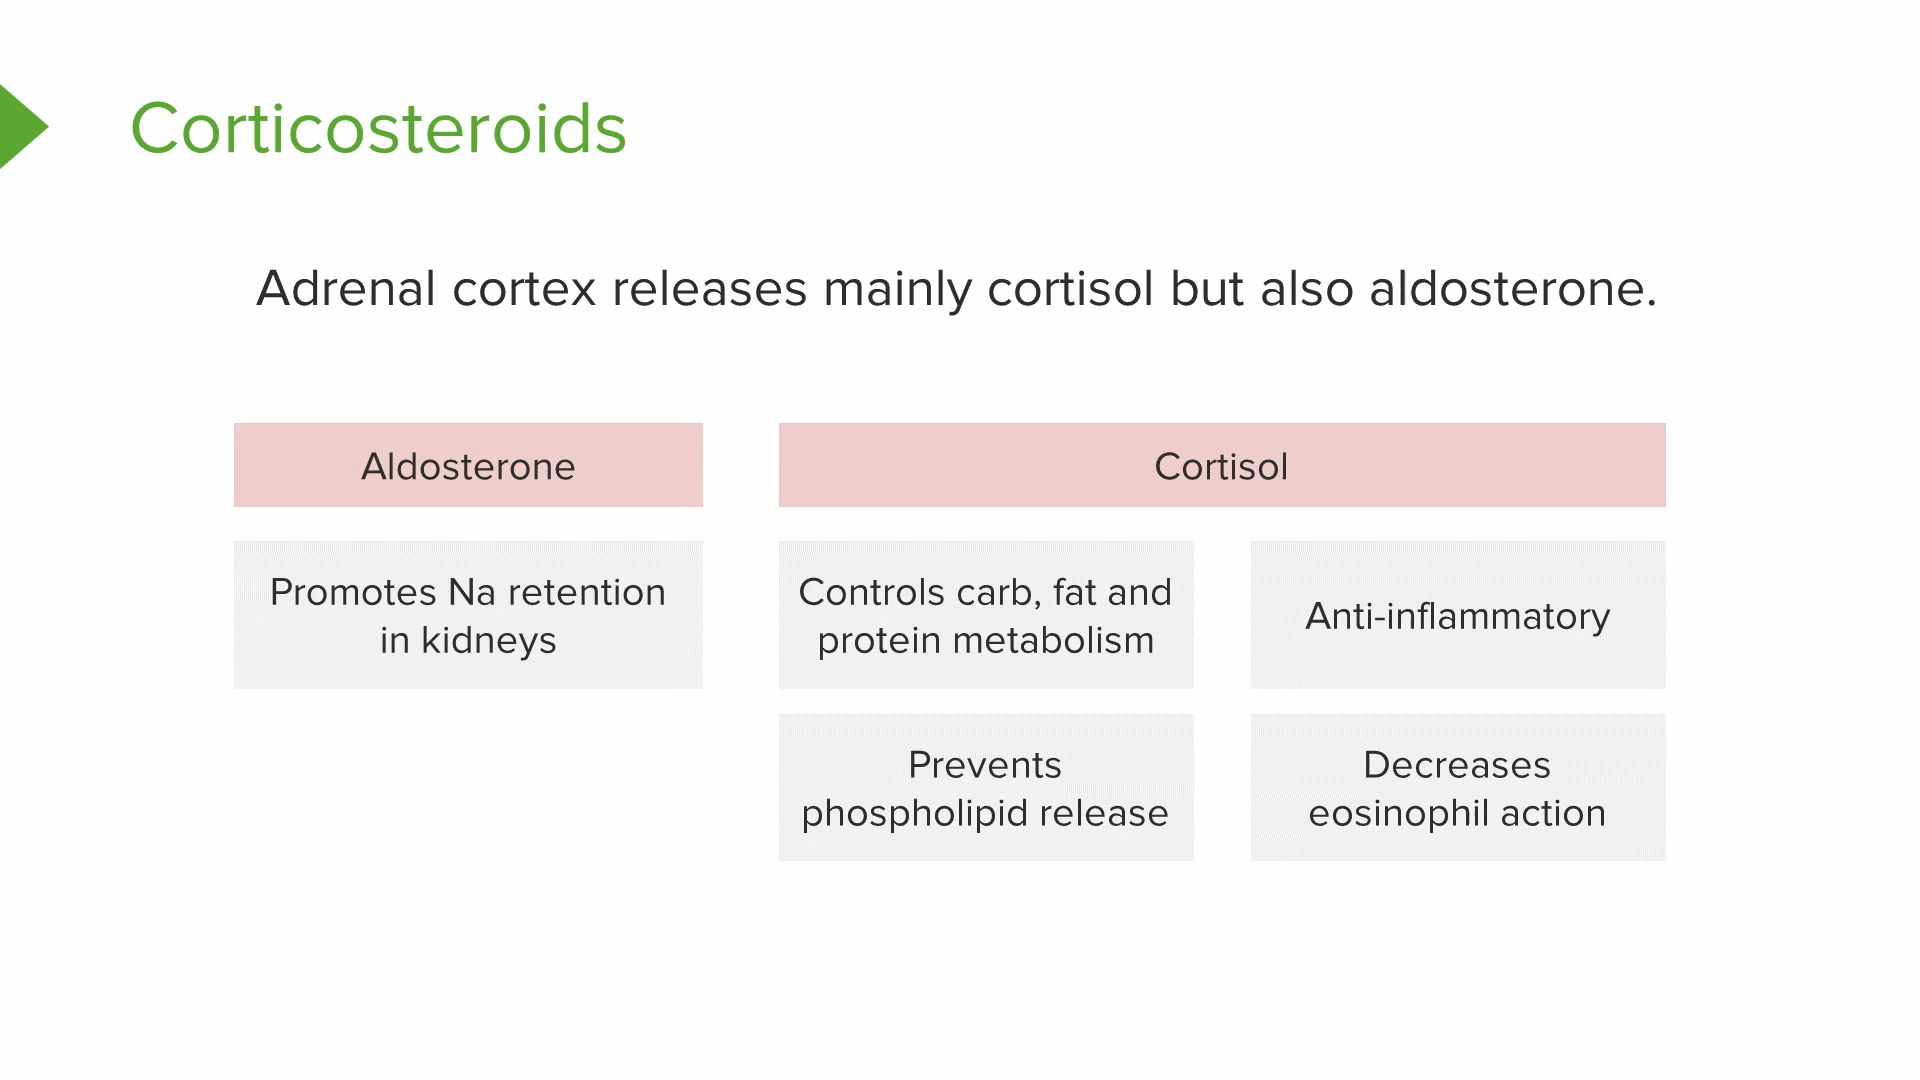 Corticosteroids
Adrenal cortex releases mainly cortisol but also aldosterone.
Aldosterone
Cortisol
Promotes Na retention
in kidneys
Controls carb, fat and
protein metabolism
Anti-inflammatory
Prevents
phospholipid release
Decreases
eosinophil action